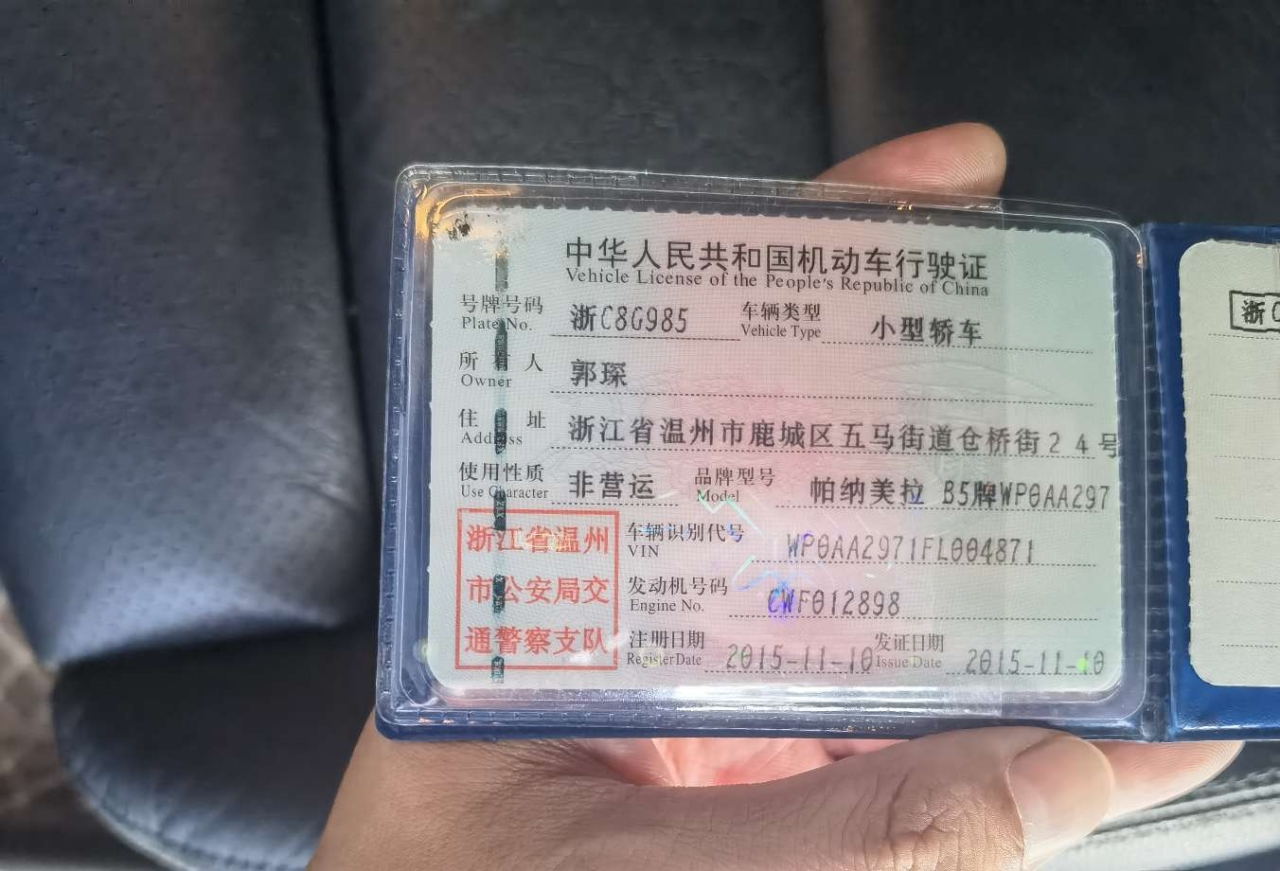 中华人民共和国机动车行驶证
Vehicle License of the People's Republic of China
号牌号码 浙C8G985 车辆类型 小型轿车
Plate No. Vehicle Type
所有人 郭琛
Owner
住址 浙江省温州市鹿城区五马街道仓桥街24号
Address
使用性质 非营运 品牌型号 帕纳美拉 B5牌WP0AA297
Use Character Model
浙江省温州
市公安局交
通警察支队
车辆识别代号 WP0AA2971FL004871
VIN
发动机号码 CWF012898
Engine No.
注册日期 2015-11-10 发证日期 2015-11-10
Register Date Issue Date
浙C